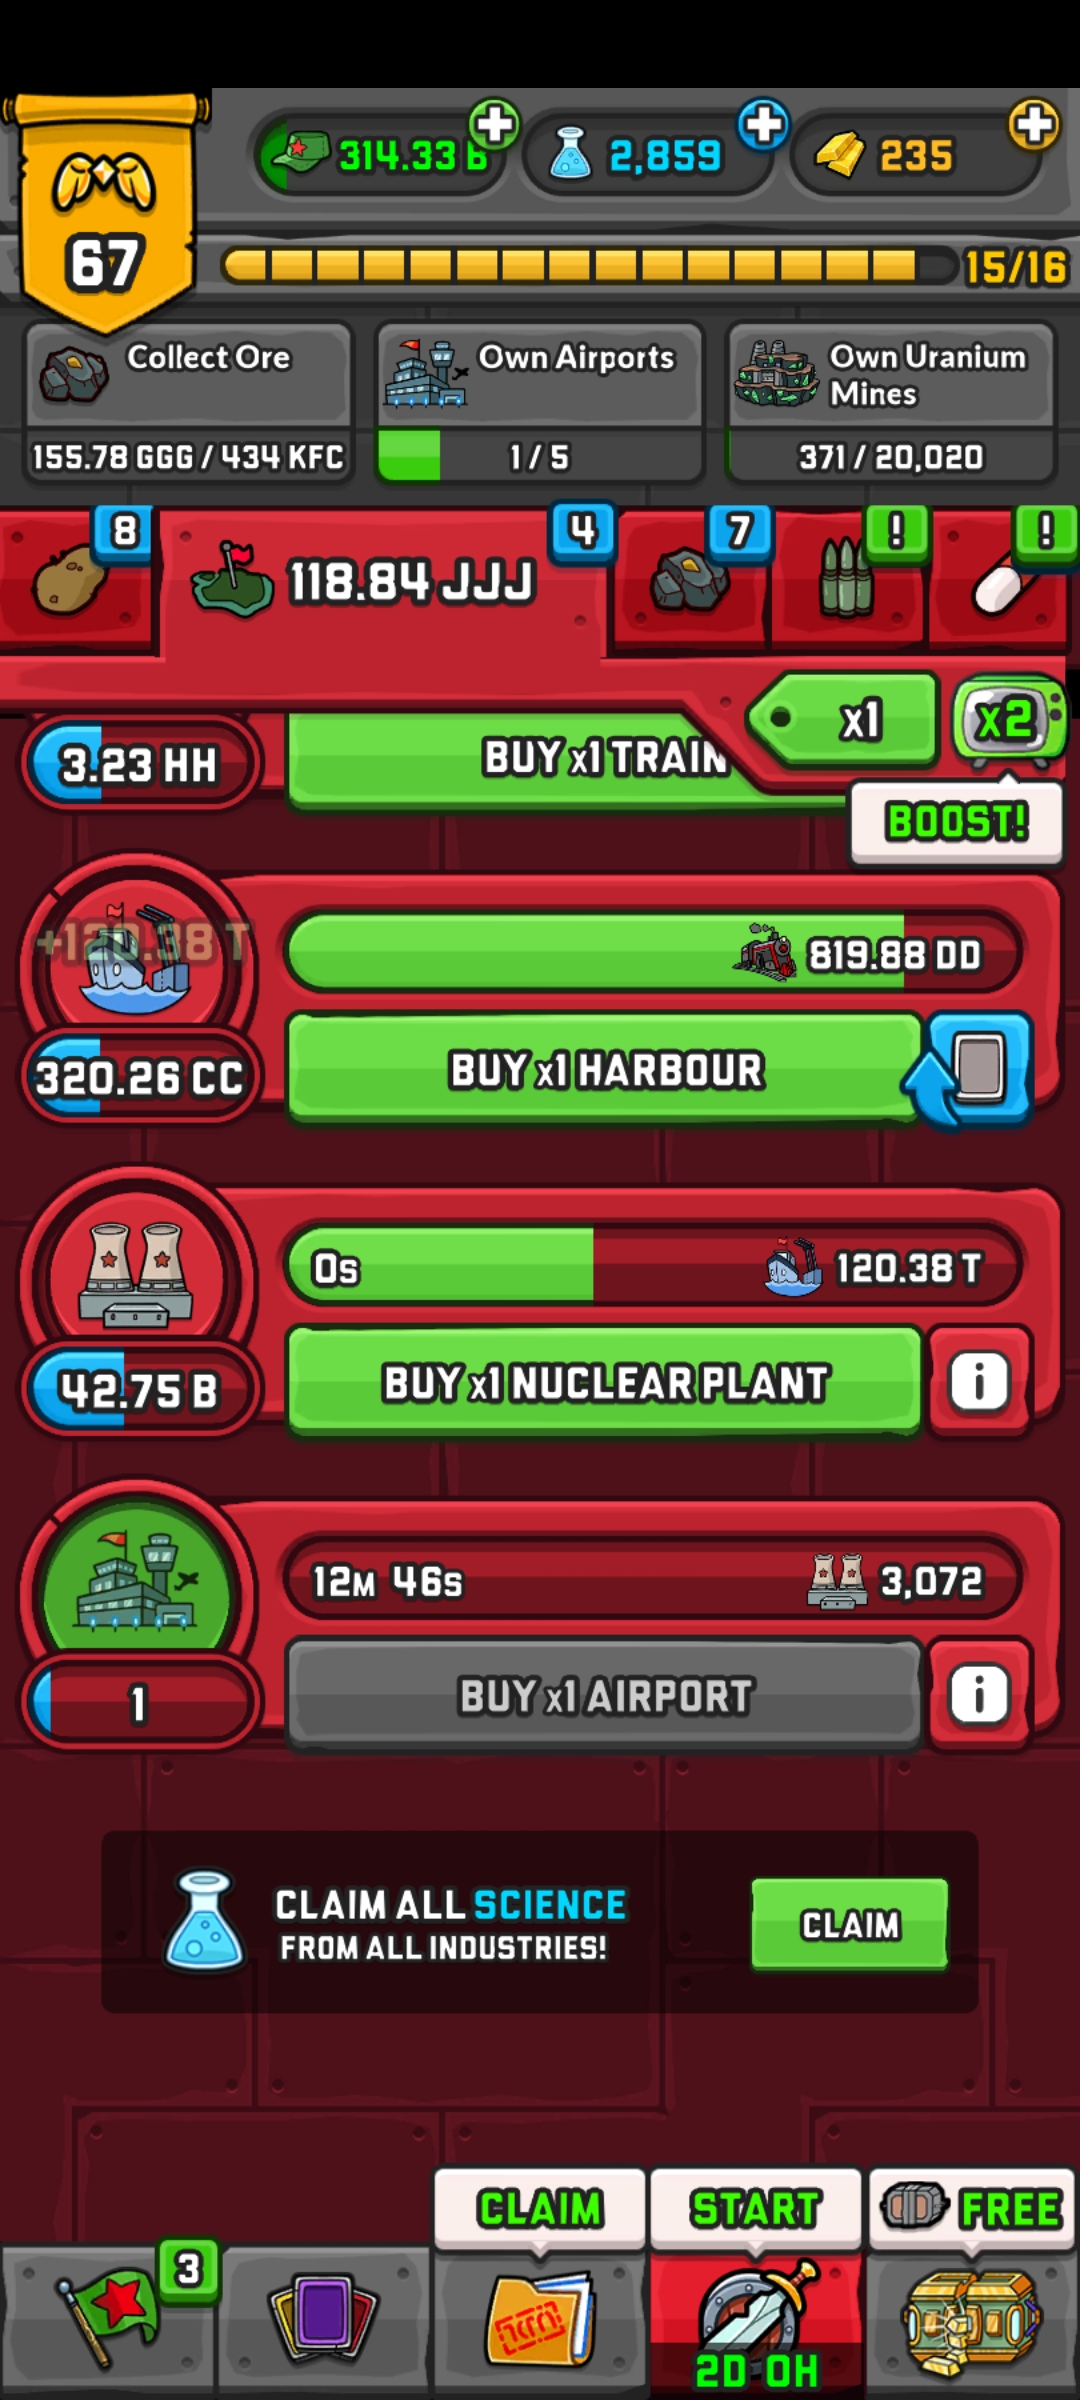 314.33 B
2,859
235
67
15/16
Collect Ore
155.78 GGG / 434 KFC
Own Airports
1 / 5
Own Uranium
Mines
371 / 20,020
8
118.84 JJJ
4
7
!
!
x1
x2
BOOST!
3.23 HH
BUY x1 TRAIN
+120.38 T
819.88 DD
320.26 CC
BUY x1 HARBOUR
0s
120.38 T
42.75 B
BUY x1 NUCLEAR PLANT
i
12M 46s
3,072
1
BUY x1 AIRPORT
i
CLAIM ALL SCIENCE
FROM ALL INDUSTRIES!
CLAIM
CLAIM
START
FREE
3
2D 0H